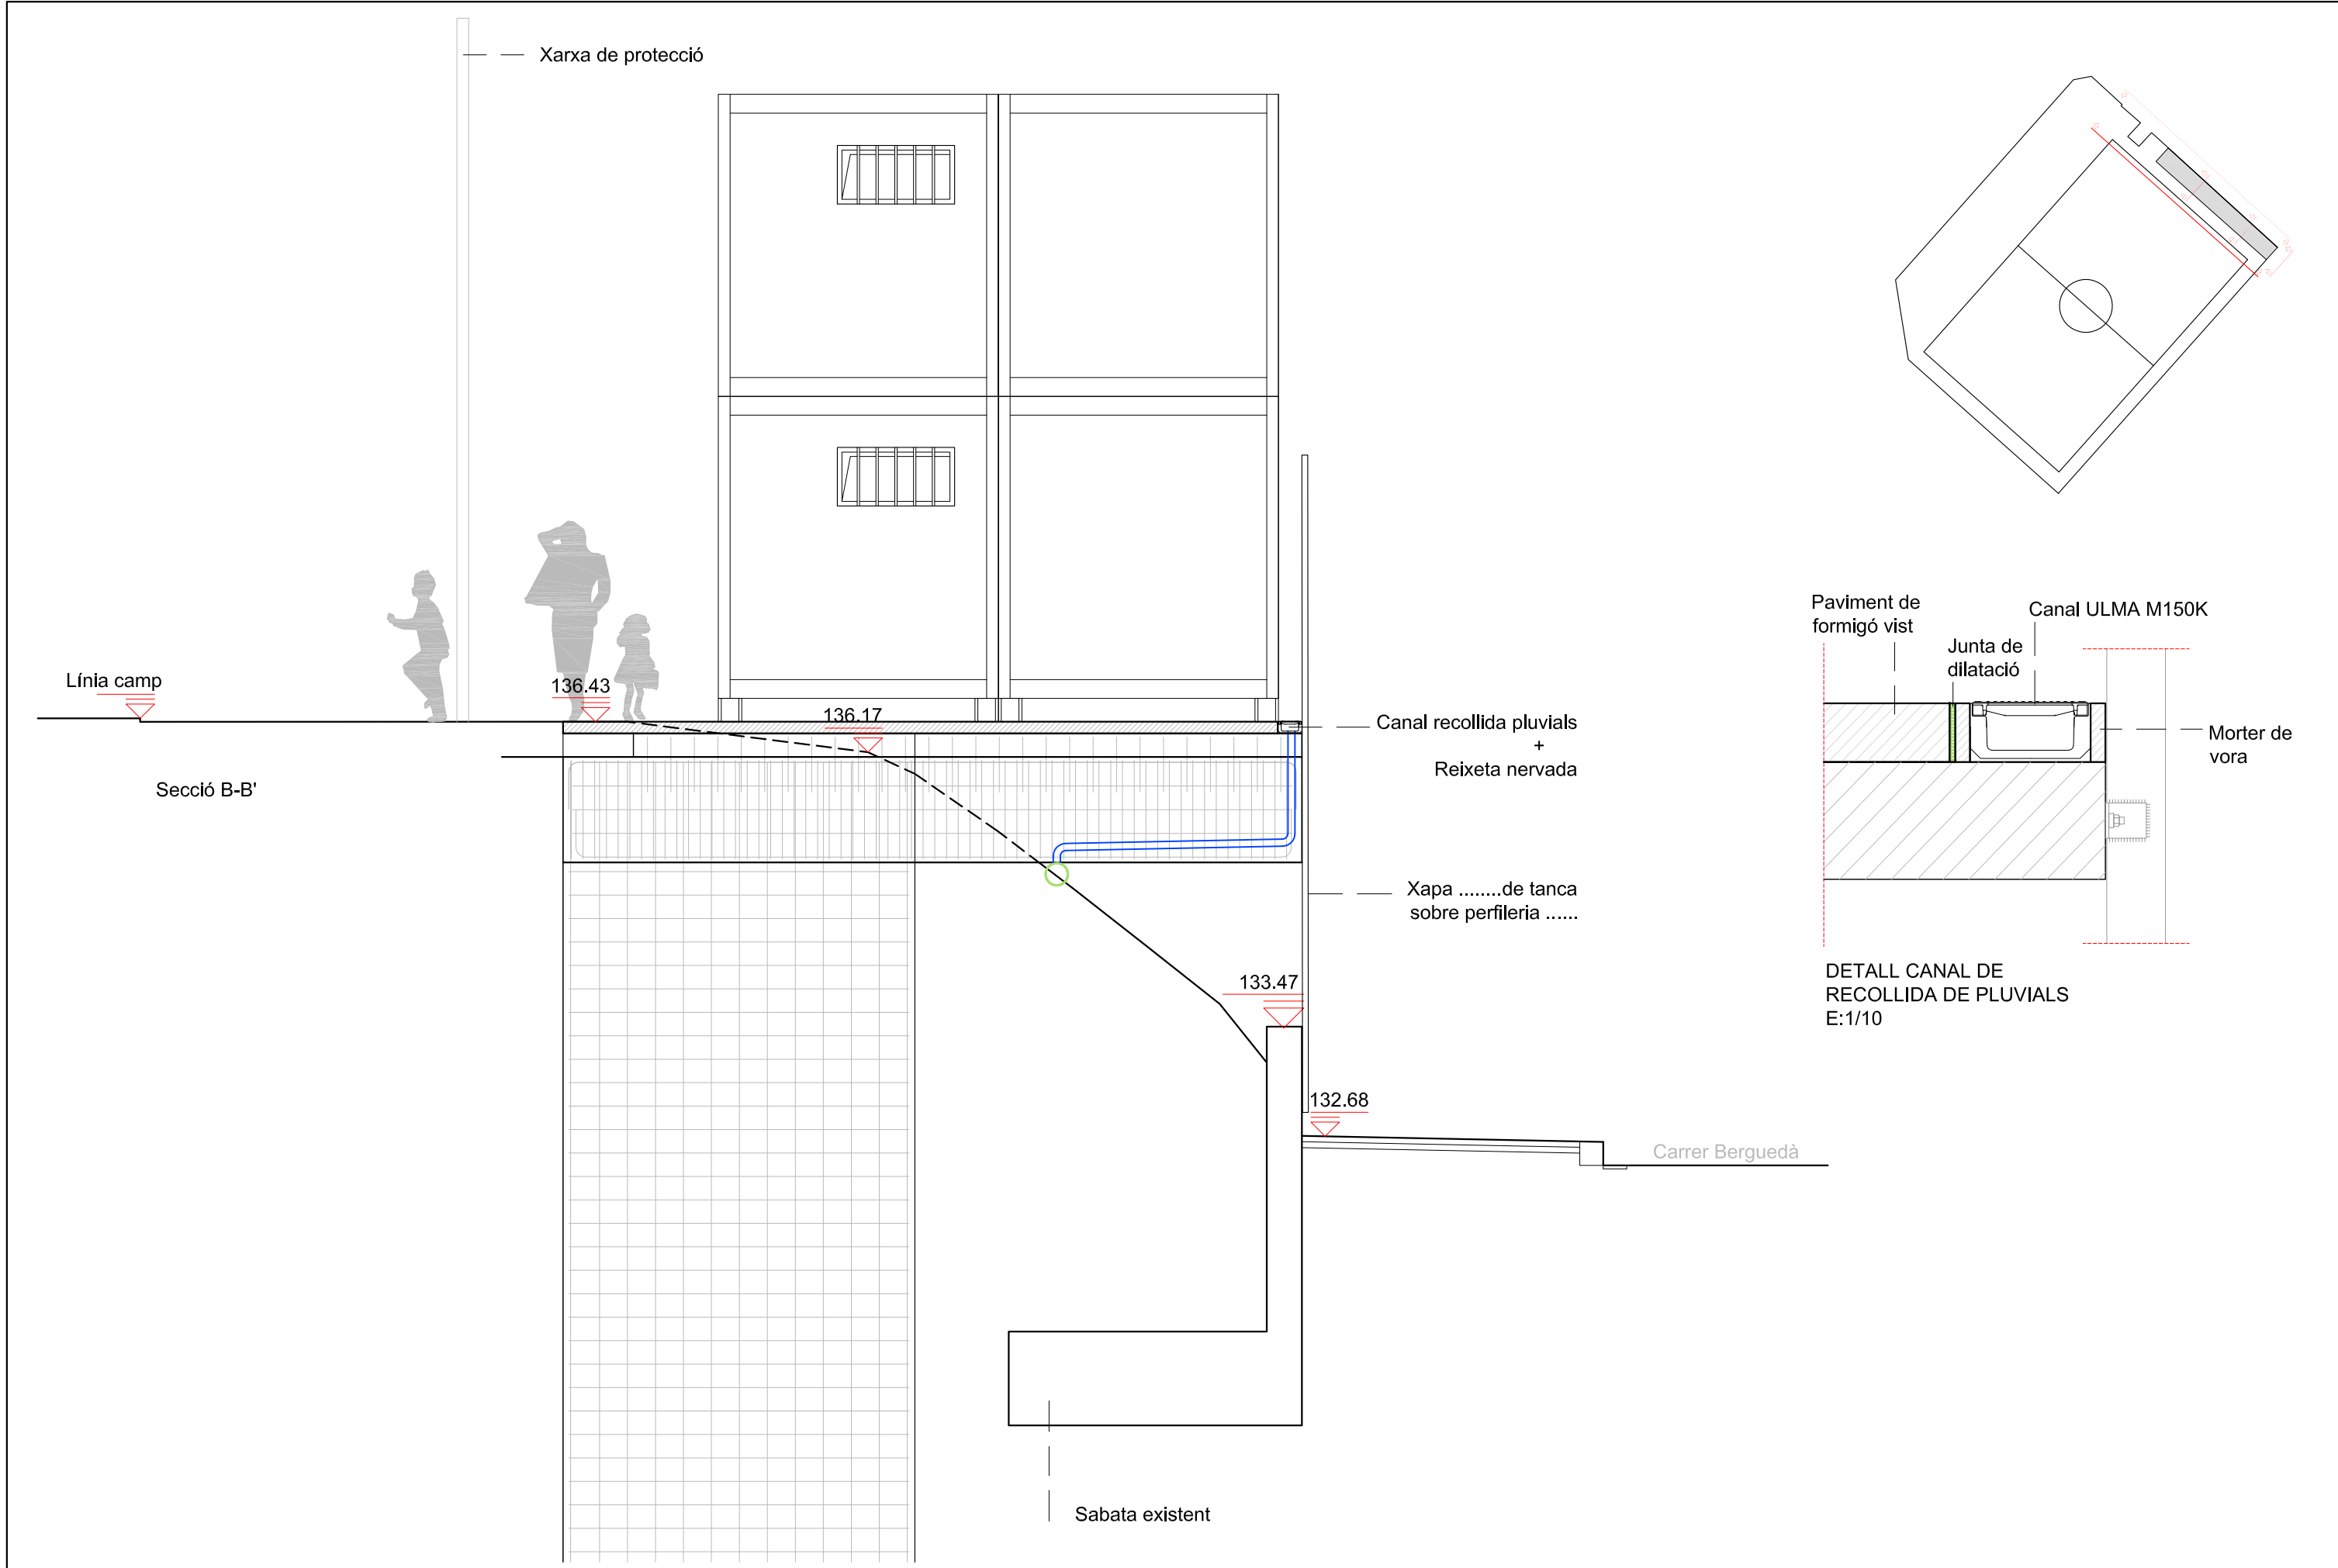 Xarxa de protecció
Línia camp
136.43
136.17
Secció B-B'
Canal recollida pluvials
+
Reixeta nervada
Xapa ........de tanca
sobre perfileria ......
133.47
132.68
Carrer Berguedà
Sabata existent
Paviment de
formigó vist
Junta de
dilatació
Canal ULMA M150K
Morter de
vora
DETALL CANAL DE
RECOLLIDA DE PLUVIALS
E:1/10